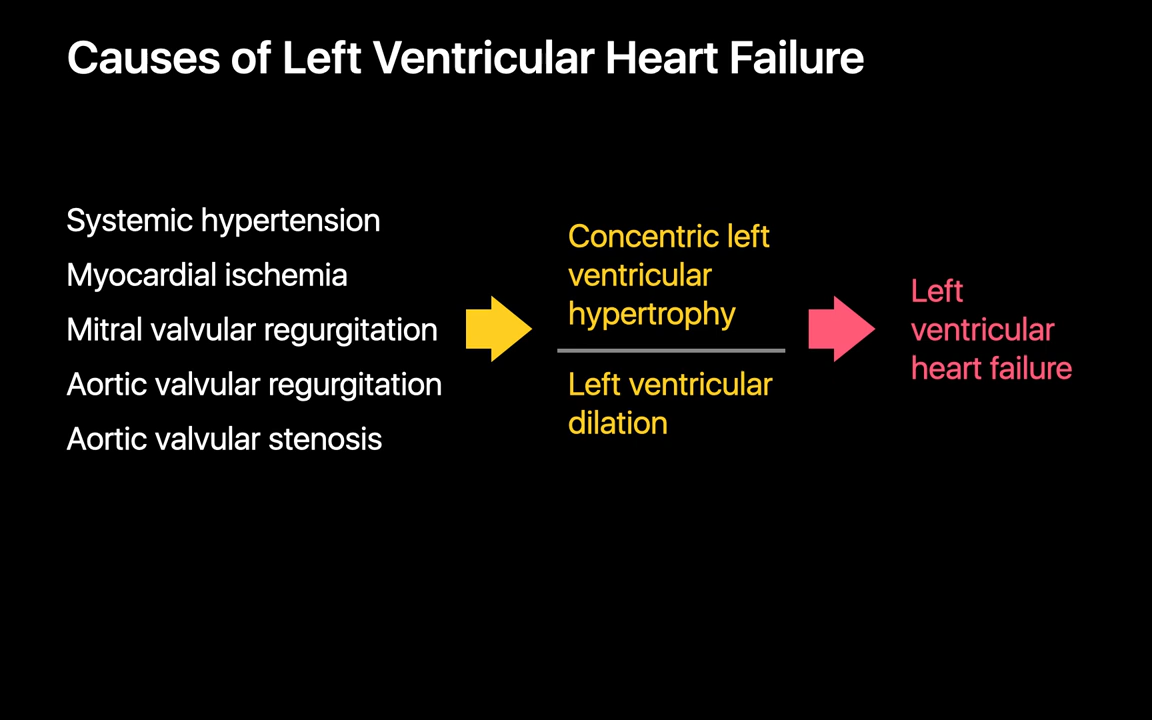 Causes of Left Ventricular Heart Failure
Systemic hypertension
Myocardial ischemia
Mitral valvular regurgitation
Aortic valvular regurgitation
Aortic valvular stenosis
Concentric left
ventricular
hypertrophy
Left ventricular
dilation
Left
ventricular
heart failure